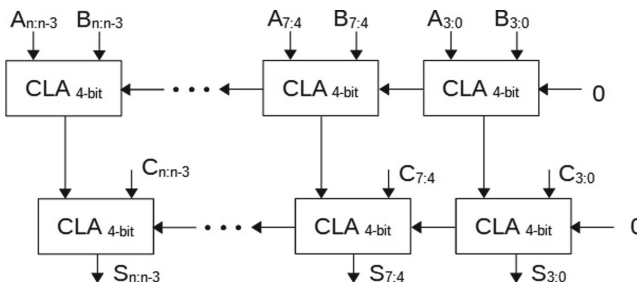 An:n-3 Bn:n-3 A7:4 B7:4 A3:0 B3:0
CLA 4-bit ••• CLA 4-bit CLA 4-bit 0
Cn:n-3 C7:4 C3:0
CLA 4-bit ••• CLA 4-bit CLA 4-bit 0
Sn:n-3 S7:4 S3:0